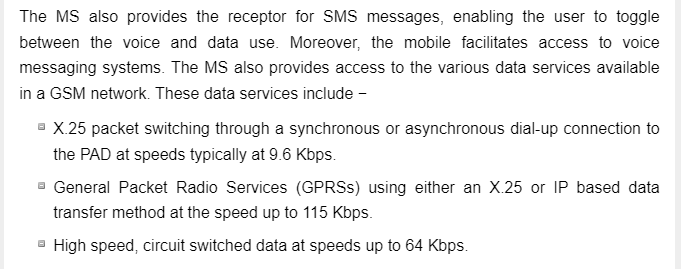 The MS also provides the receptor for SMS messages, enabling the user to toggle
between the voice and data use. Moreover, the mobile facilitates access to voice
messaging systems. The MS also provides access to the various data services available
in a GSM network. These data services include −
X.25 packet switching through a synchronous or asynchronous dial-up connection to
the PAD at speeds typically at 9.6 Kbps.
General Packet Radio Services (GPRSs) using either an X.25 or IP based data
transfer method at the speed up to 115 Kbps.
High speed, circuit switched data at speeds up to 64 Kbps.